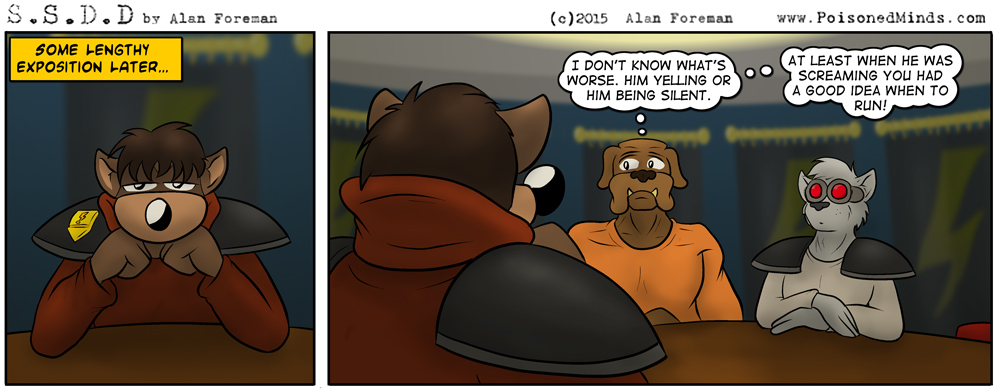 S.S.D.D by Alan Foreman
(c)2015 Alan Foreman
www.PoisonedMinds.com
SOME LENGTHY
EXPOSITION LATER...
I DON'T KNOW WHAT'S
WORSE. HIM YELLING OR
HIM BEING SILENT.
AT LEAST WHEN HE WAS
SCREAMING YOU HAD
A GOOD IDEA WHEN TO
RUN!